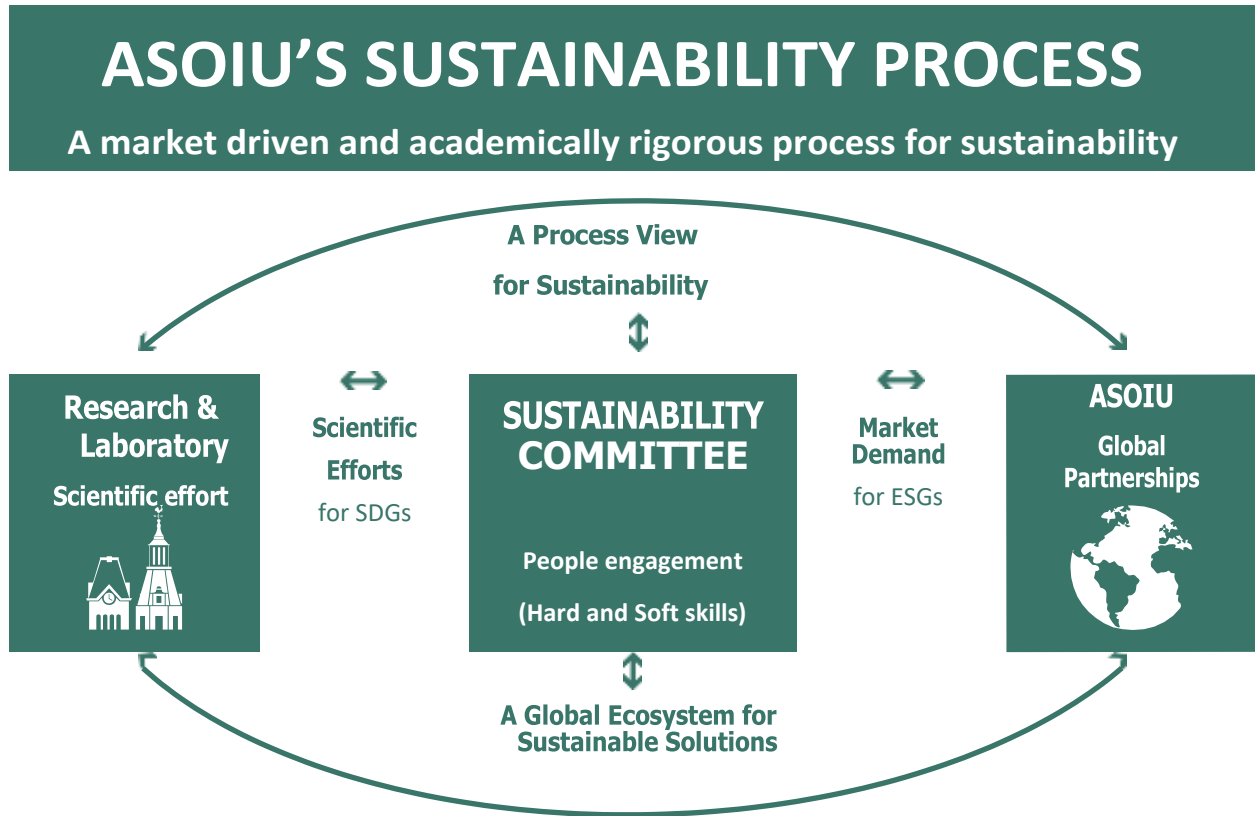 ASOIU’S SUSTAINABILITY PROCESS
A market driven and academically rigorous process for sustainability
A Process View
for Sustainability
Research &
Laboratory
Scientific effort
Scientific
Efforts
for SDGs
SUSTAINABILITY
COMMITTEE
People engagement
(Hard and Soft skills)
Market
Demand
for ESGs
ASOIU
Global
Partnerships
A Global Ecosystem for
Sustainable Solutions